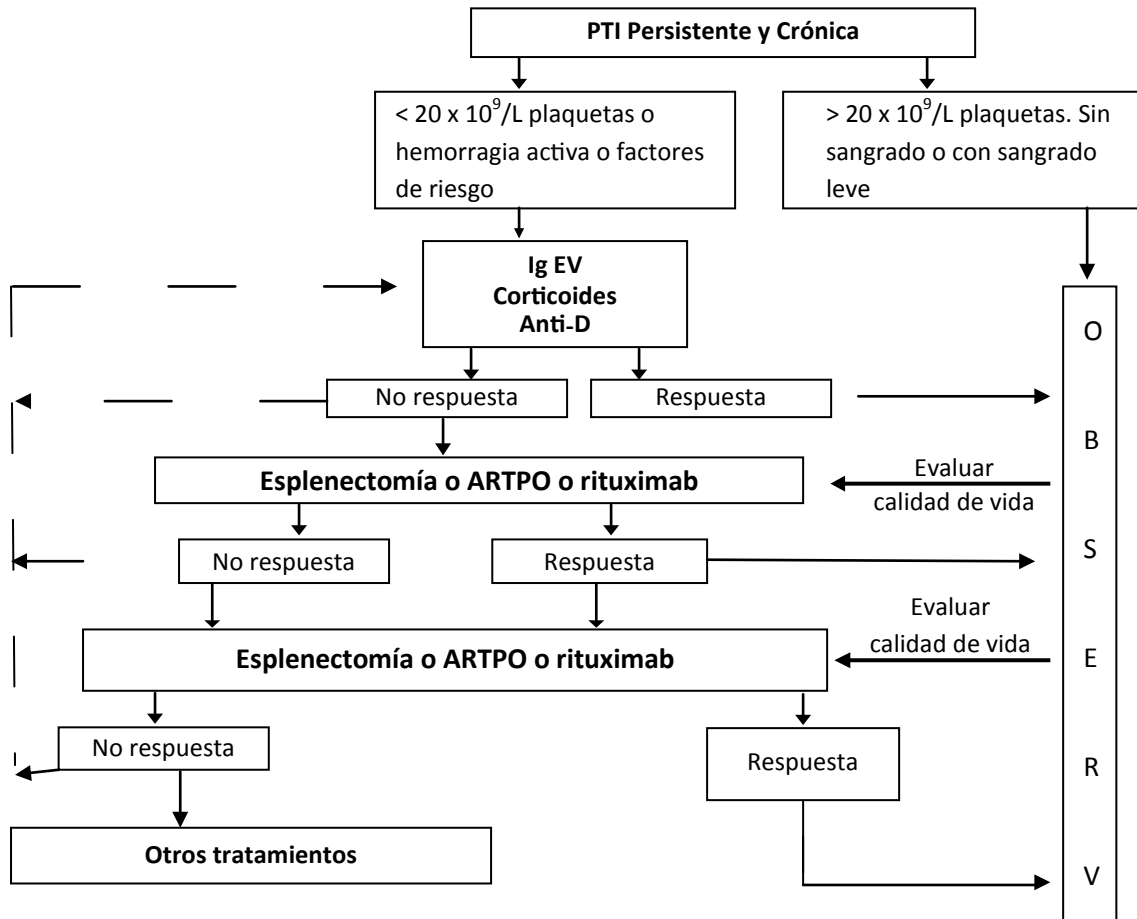 PTI Persistente y Crónica
< 20 x 10⁹/L plaquetas o
hemorragia activa o factores
de riesgo
> 20 x 10⁹/L plaquetas. Sin
sangrado o con sangrado
leve
Ig EV
Corticoides
Anti-D
No respuesta
Respuesta
Esplenectomía o ARTPO o rituximab
Evaluar
calidad de vida
No respuesta
Respuesta
Evaluar
calidad de vida
Esplenectomía o ARTPO o rituximab
No respuesta
Respuesta
Otros tratamientos
O
B
S
E
R
V